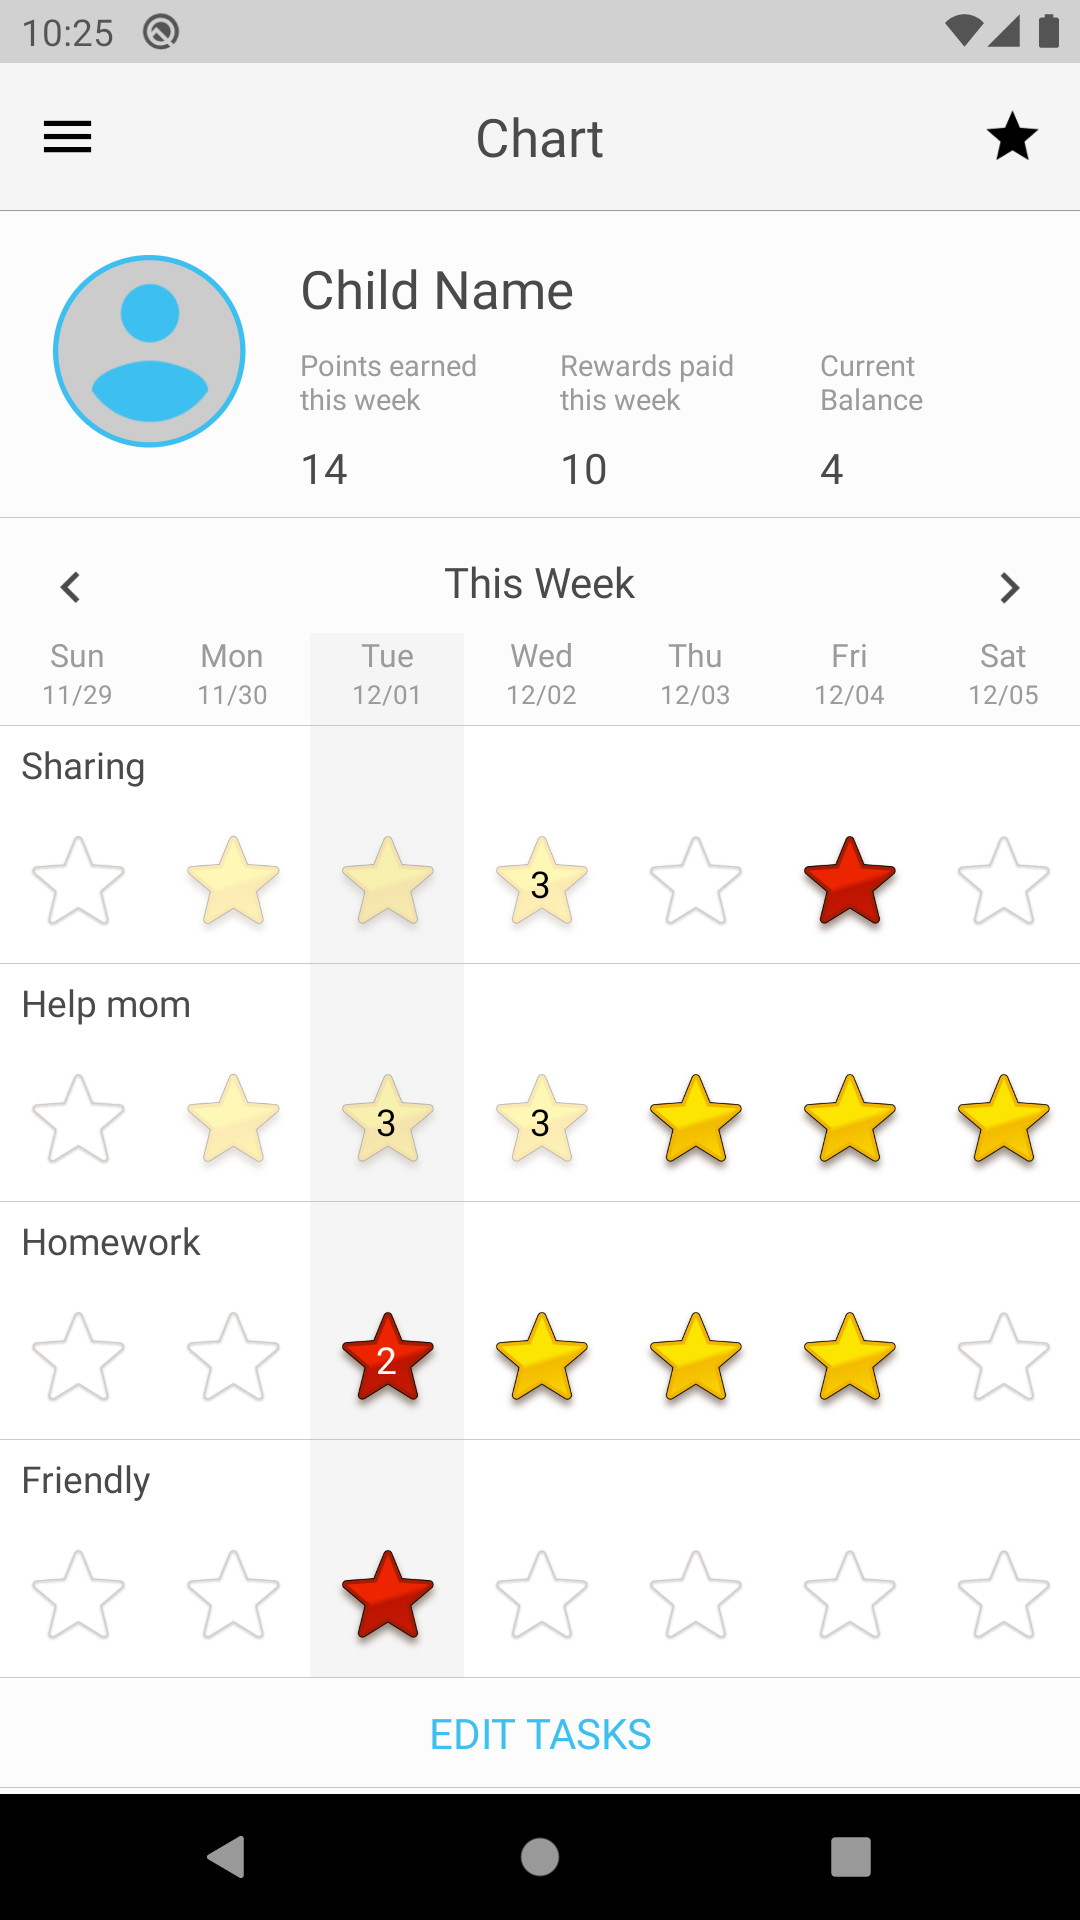 10:25
Chart
Child Name
Points earned this week
Rewards paid this week
Current Balance
14 10 4
This Week
Sun Mon Tue Wed Thu Fri Sat
11/29 11/30 12/01 12/02 12/03 12/04 12/05
Sharing
3
Help mom
3 3
Homework
2
Friendly
EDIT TASKS